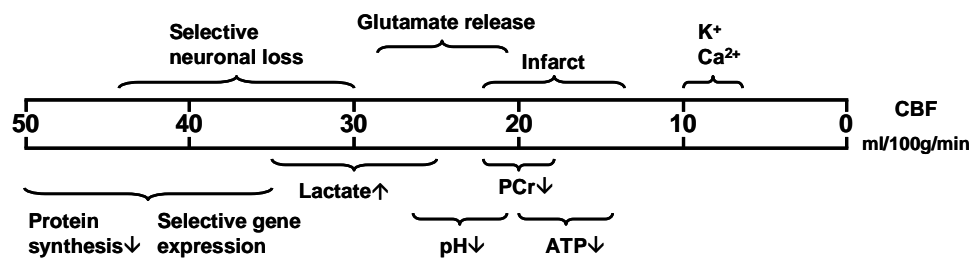 Glutamate release
Selective
neuronal loss
Infarct
K⁺
Ca²⁺
50 40 30 20 10 0
CBF
ml/100g/min
Lactate↑
PCr↓
Protein
synthesis↓
Selective gene
expression
pH↓
ATP↓